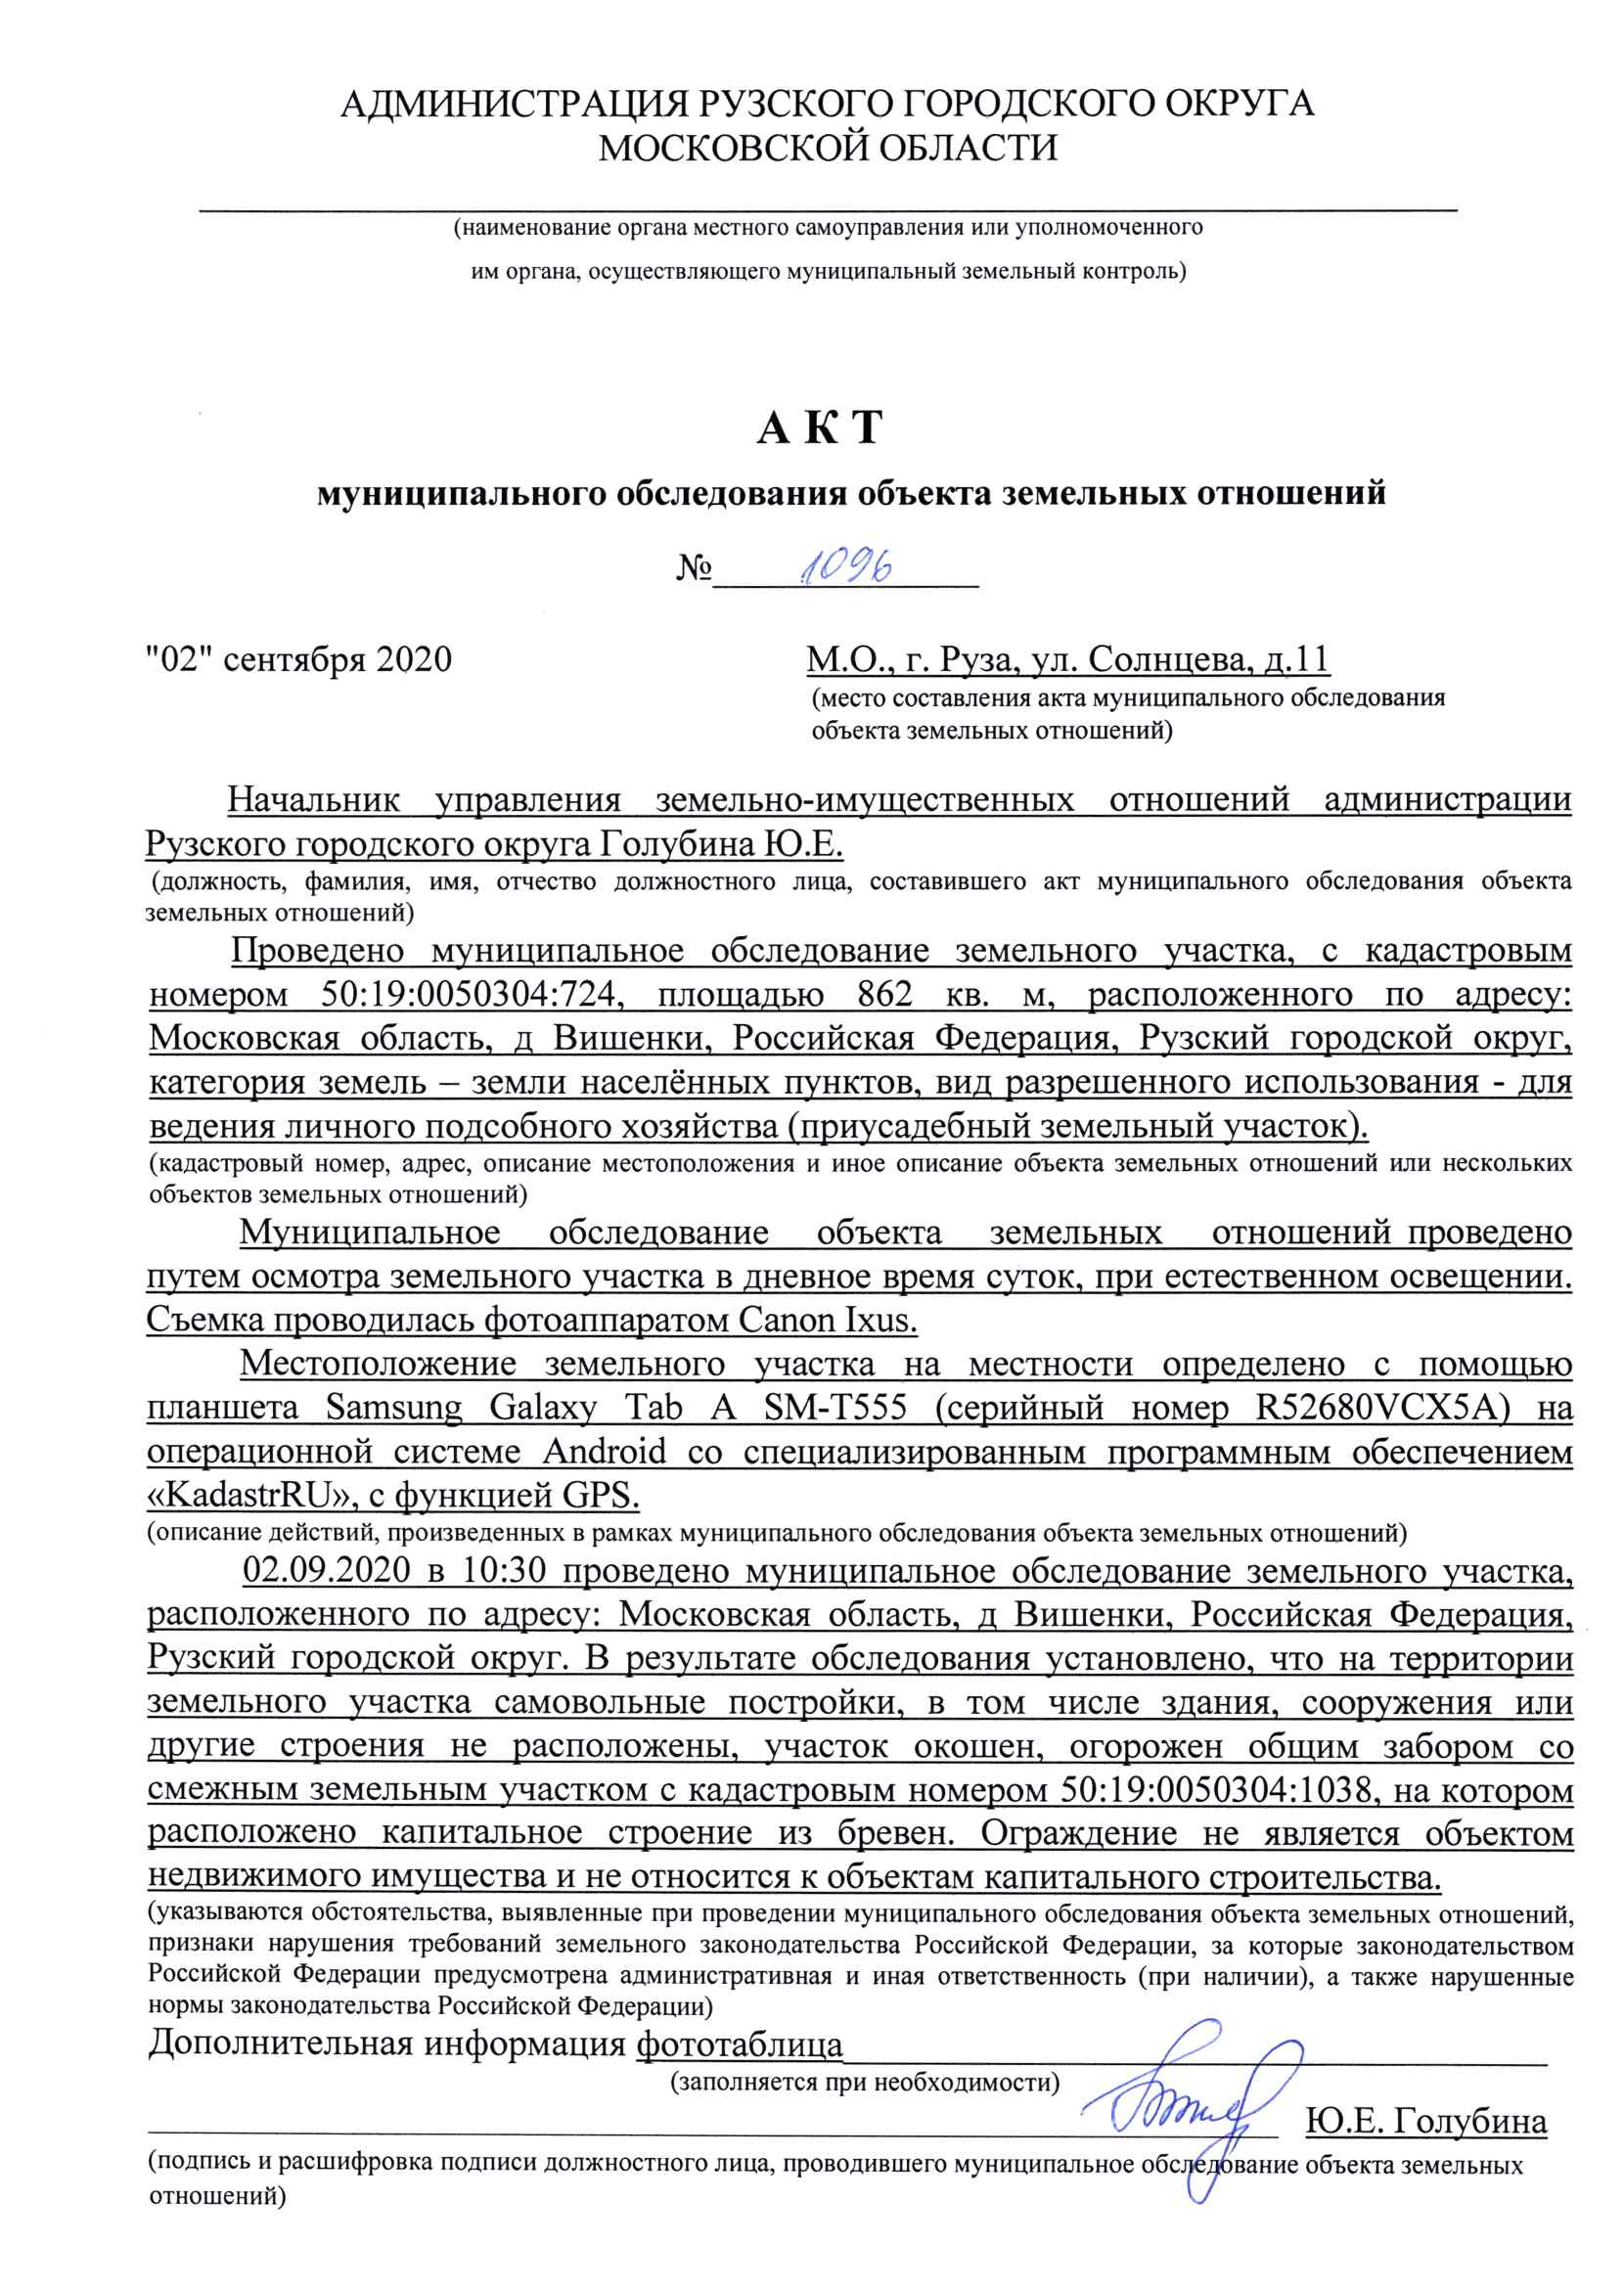 АДМИНИСТРАЦИЯ РУЗСКОГО ГОРОДСКОГО ОКРУГА
МОСКОВСКОЙ ОБЛАСТИ
(наименование органа местного самоуправления или уполномоченного
им органа, осуществляющего муниципальный земельный контроль)
А К Т
муниципального обследования объекта земельных отношений
№ 1096
"02" сентября 2020 М.О., г. Руза, ул. Солнцева, д.11
(место составления акта муниципального обследования
объекта земельных отношений)
Начальник управления земельно-имущественных отношений администрации
Рузского городского округа Голубина Ю.Е.
(должность, фамилия, имя, отчество должностного лица, составившего акт муниципального обследования объекта
земельных отношений)
Проведено муниципальное обследование земельного участка, с кадастровым
номером 50:19:0050304:724, площадью 862 кв. м, расположенного по адресу:
Московская область, д Вишенки, Российская Федерация, Рузский городской округ,
категория земель – земли населённых пунктов, вид разрешенного использования - для
ведения личного подсобного хозяйства (приусадебный земельный участок).
(кадастровый номер, адрес, описание местоположения и иное описание объекта земельных отношений или нескольких
объектов земельных отношений)
Муниципальное обследование объекта земельных отношений проведено
путем осмотра земельного участка в дневное время суток, при естественном освещении.
Съемка проводилась фотоаппаратом Canon Ixus.
Местоположение земельного участка на местности определено с помощью
планшета Samsung Galaxy Tab A SM-T555 (серийный номер R52680VCX5A) на
операционной системе Android со специализированным программным обеспечением
«KadastrRU», с функцией GPS.
(описание действий, произведенных в рамках муниципального обследования объекта земельных отношений)
02.09.2020 в 10:30 проведено муниципальное обследование земельного участка,
расположенного по адресу: Московская область, д Вишенки, Российская Федерация,
Рузский городской округ. В результате обследования установлено, что на территории
земельного участка самовольные постройки, в том числе здания, сооружения или
другие строения не расположены, участок окошен, огорожен общим забором со
смежным земельным участком с кадастровым номером 50:19:0050304:1038, на котором
расположено капитальное строение из бревен. Ограждение не является объектом
недвижимого имущества и не относится к объектам капитального строительства.
(указываются обстоятельства, выявленные при проведении муниципального обследования объекта земельных отношений,
признаки нарушения требований земельного законодательства Российской Федерации, за которые законодательством
Российской Федерации предусмотрена административная и иная ответственность (при наличии), а также нарушенные
нормы законодательства Российской Федерации)
Дополнительная информация фототаблица
(заполняется при необходимости)
Ю.Е. Голубина
(подпись и расшифровка подписи должностного лица, проводившего муниципальное обследование объекта земельных
отношений)